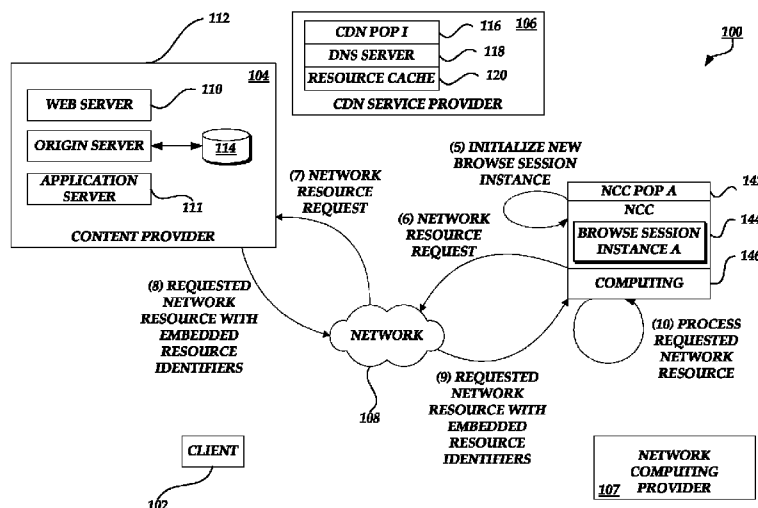 112
104
WEB SERVER
110
ORIGIN SERVER
114
APPLICATION
SERVER
111
CONTENT PROVIDER
106
CDN POP I
116
DNS SERVER
118
RESOURCE CACHE
120
CDN SERVICE PROVIDER
100
(5) INITIALIZE NEW
BROWSE SESSION
INSTANCE
(7) NETWORK
RESOURCE
REQUEST
(6) NETWORK
RESOURCE
REQUEST
NCC POP A
NCC
144
BROWSE SESSION
INSTANCE A
146
COMPUTING
(8) REQUESTED
NETWORK
RESOURCE WITH
EMBEDDED
RESOURCE
IDENTIFIERS
NETWORK
108
(9) REQUESTED
NETWORK
RESOURCE WITH
EMBEDDED
RESOURCE
IDENTIFIERS
(10) PROCESS
REQUESTED
NETWORK
RESOURCE
CLIENT
102
NETWORK
COMPUTING
PROVIDER
107